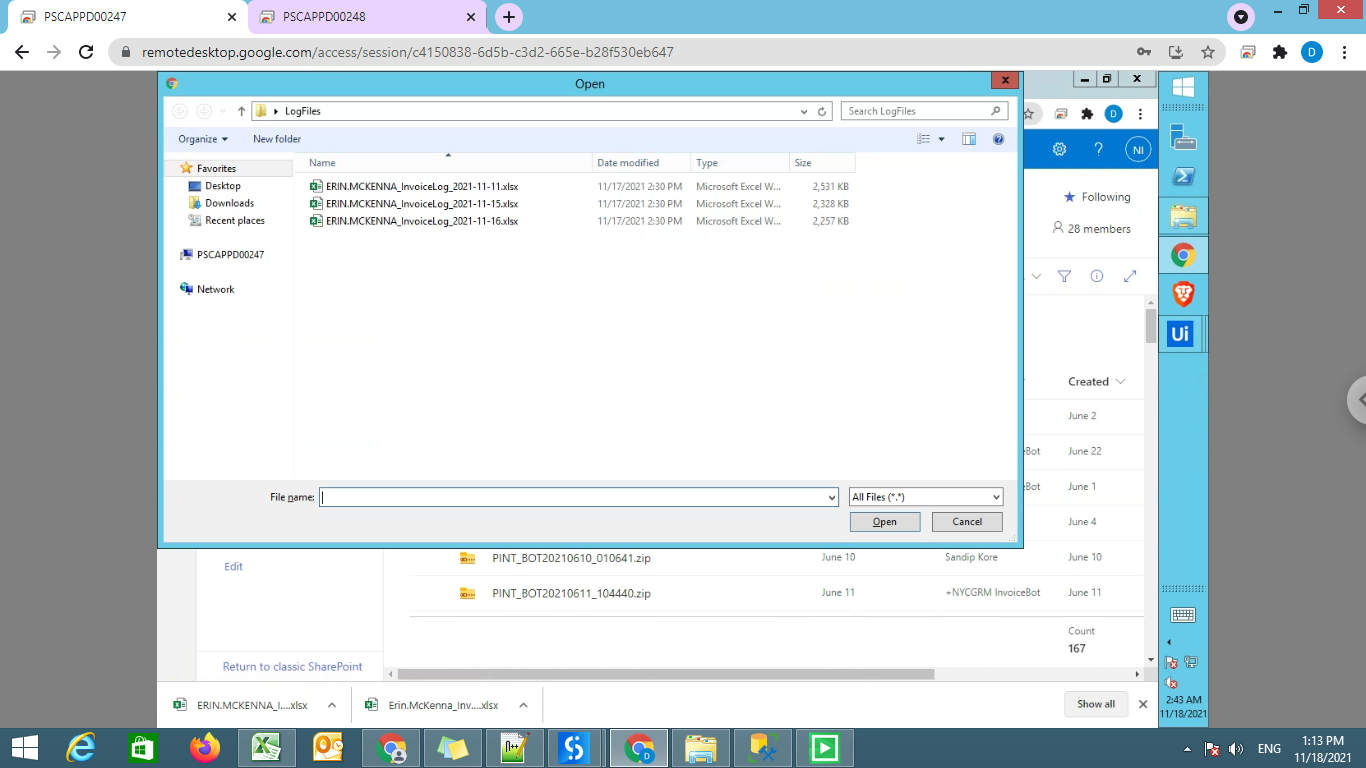 PSCAPPD00247
PSCAPPD00248
remotedesktop.google.com/access/session/c4150838-6d5b-c3d2-665e-b28f530eb647
D
Open
LogFiles
Search LogFiles
D
Organize
New folder
NI
Favorites
Desktop
Downloads
Recent places
PSCAPPD00247
Network
Name Date modified Type Size
ERIN.MCKENNA_InvoiceLog_2021-11-11.xlsx 11/17/2021 2:30 PM Microsoft Excel W... 2,531 KB
ERIN.MCKENNA_InvoiceLog_2021-11-15.xlsx 11/17/2021 2:30 PM Microsoft Excel W... 2,328 KB
ERIN.MCKENNA_InvoiceLog_2021-11-16.xlsx 11/17/2021 2:30 PM Microsoft Excel W... 2,257 KB
Following
28 members
Ui
Created
June 2
eBot June 22
eBot June 1
June 4
File name:
All Files (*.*)
Open
Cancel
PINT_BOT20210610_010641.zip June 10 Sandip Kore June 10
PINT_BOT20210611_104440.zip June 11 +NYCGRM InvoiceBot June 11
Edit
Count
167
Return to classic SharePoint
ERIN.MCKENNA_I....xlsx
Erin.McKenna_Inv....xlsx
Show all
2:43 AM
11/18/2021
ENG
1:13 PM
11/18/2021